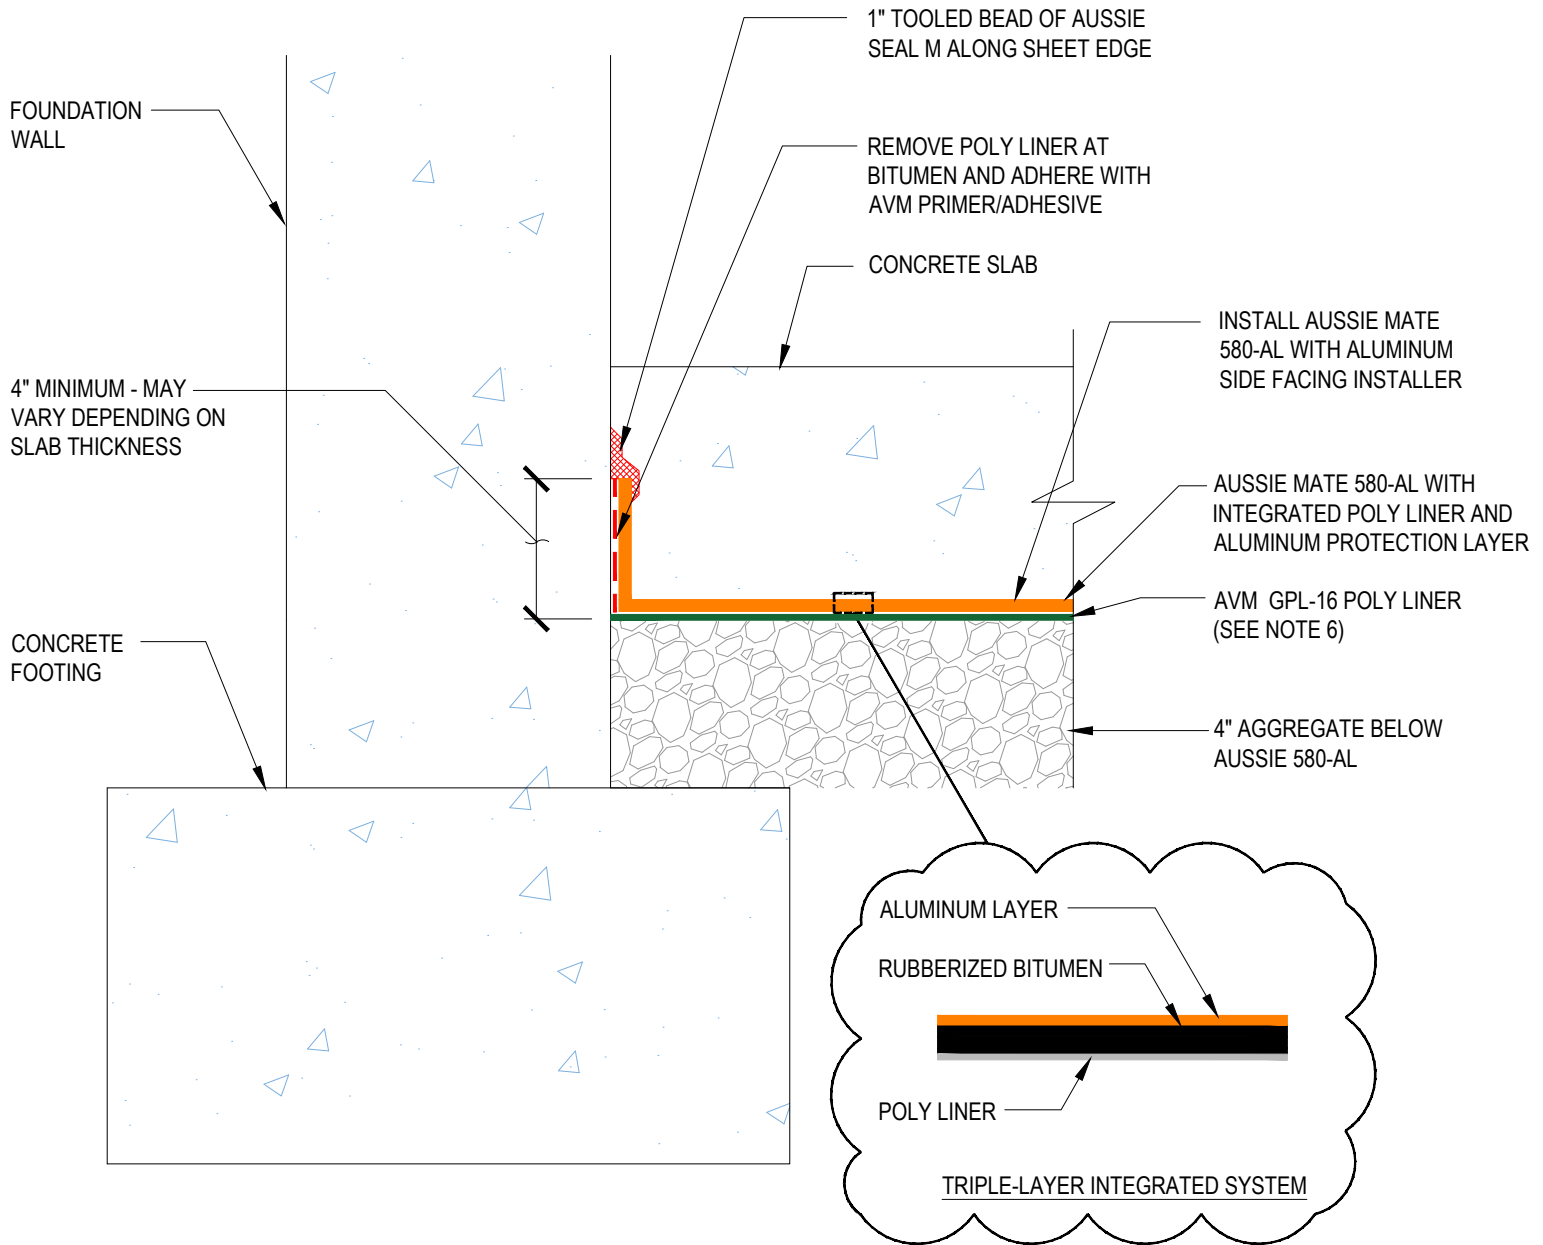 1" TOOLED BEAD OF AUSSIE
SEAL M ALONG SHEET EDGE
FOUNDATION
WALL
REMOVE POLY LINER AT
BITUMEN AND ADHERE WITH
AVM PRIMER/ADHESIVE
CONCRETE SLAB
INSTALL AUSSIE MATE
580-AL WITH ALUMINUM
SIDE FACING INSTALLER
4" MINIMUM - MAY
VARY DEPENDING ON
SLAB THICKNESS
AUSSIE MATE 580-AL WITH
INTEGRATED POLY LINER AND
ALUMINUM PROTECTION LAYER
AVM GPL-16 POLY LINER
(SEE NOTE 6)
CONCRETE
FOOTING
4" AGGREGATE BELOW
AUSSIE 580-AL
ALUMINUM LAYER
RUBBERIZED BITUMEN
POLY LINER
TRIPLE-LAYER INTEGRATED SYSTEM